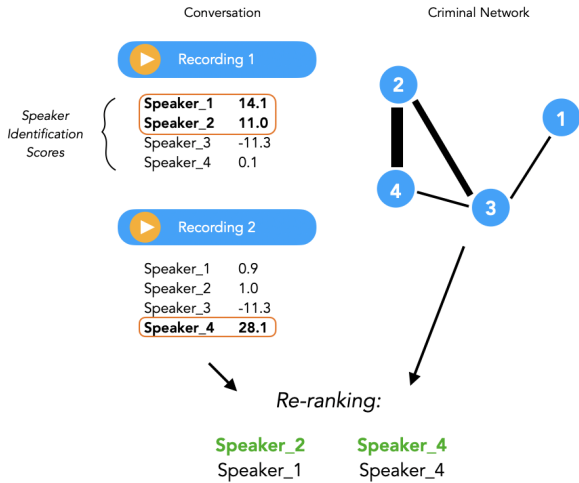 Conversation
Criminal Network
Recording 1
Speaker
Identification
Scores
Speaker_1 14.1
Speaker_2 11.0
Speaker_3 -11.3
Speaker_4 0.1
Recording 2
Speaker_1 0.9
Speaker_2 1.0
Speaker_3 -11.3
Speaker_4 28.1
2
1
4
3
Re-ranking:
Speaker_2 Speaker_4
Speaker_1 Speaker_4